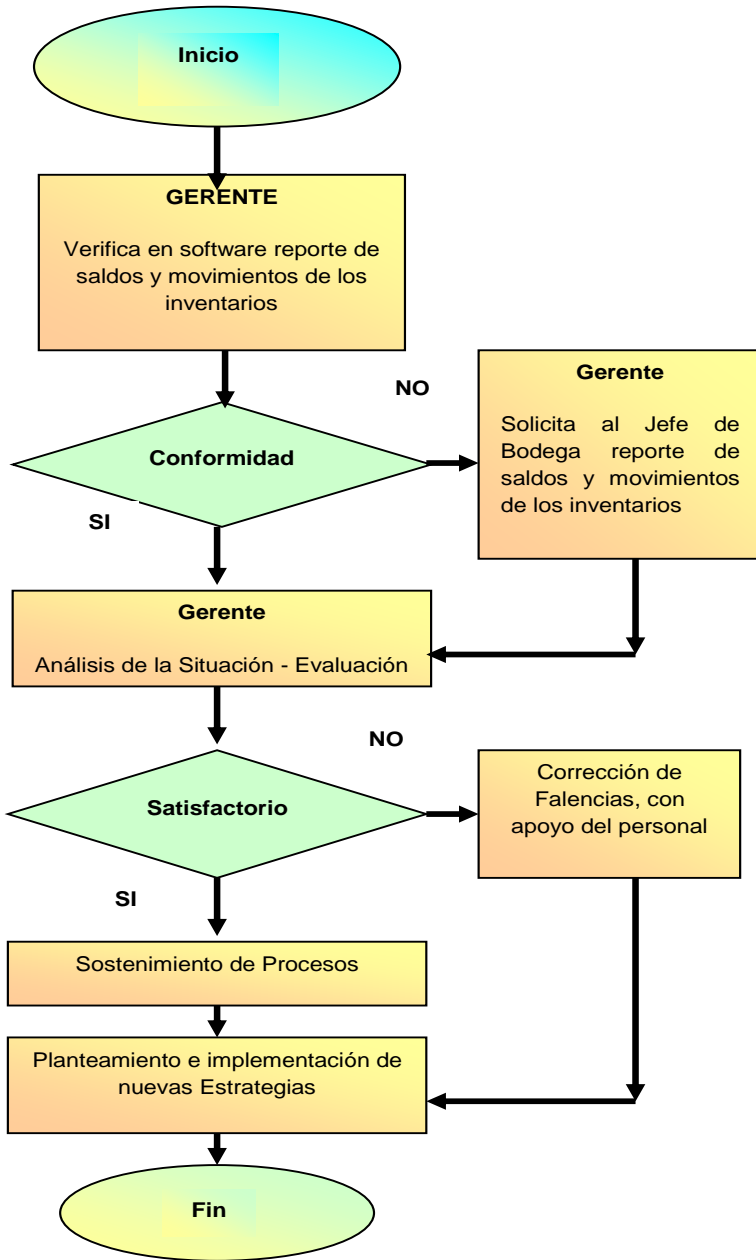 Inicio
GERENTE
Verifica en software reporte de
saldos y movimientos de los
inventarios
NO
Gerente
Solicita al Jefe de
Bodega reporte de
saldos y movimientos
de los inventarios
Conformidad
SI
Gerente
Análisis de la Situación - Evaluación
NO
Corrección de
Falencias, con
apoyo del personal
Satisfactorio
SI
Sostenimiento de Procesos
Planteamiento e implementación de
nuevas Estrategias
Fin